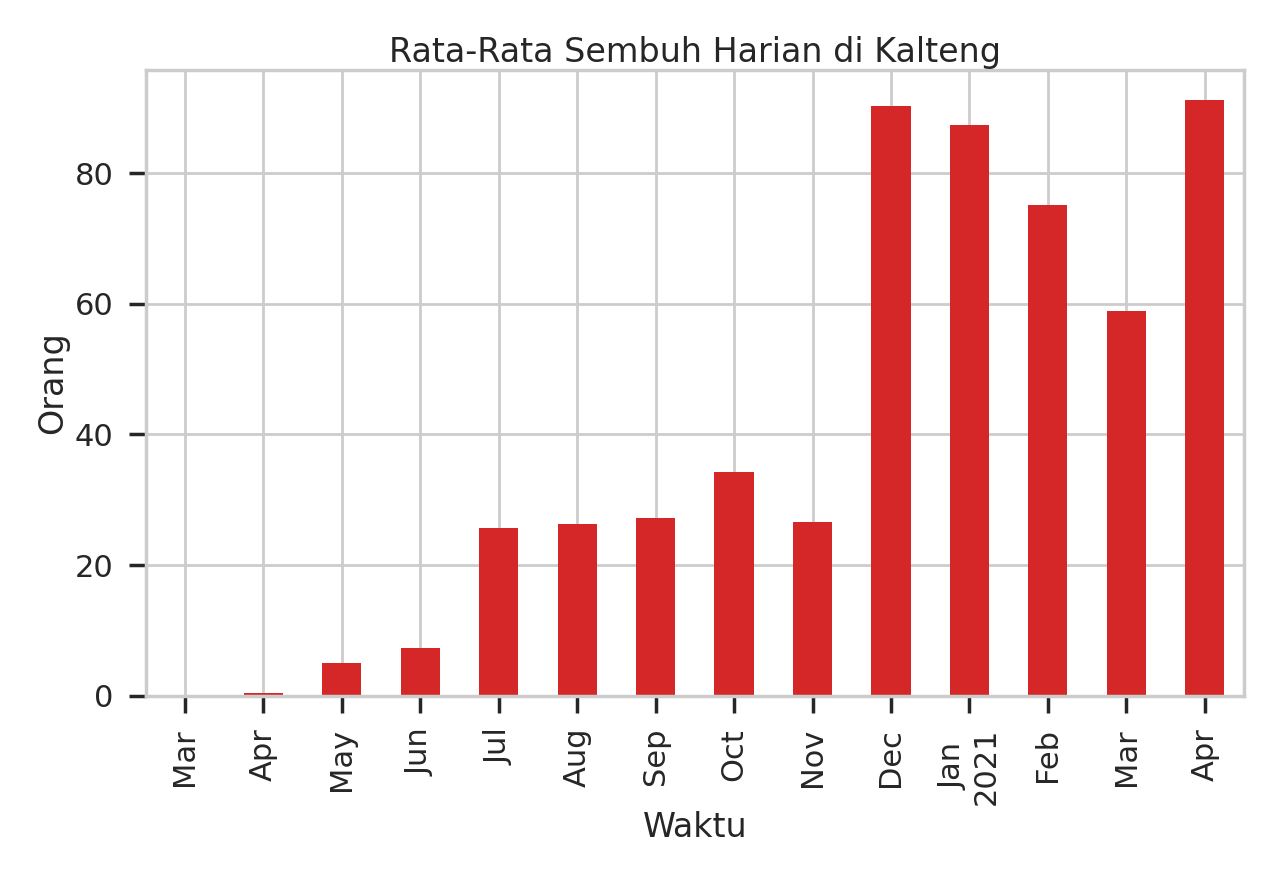 Rata-Rata Sembuh Harian di Kalteng
Orang
80
60
40
20
0
Mar
Apr
May
Jun
Jul
Aug
Sep
Oct
Nov
Dec
Jan
2021
Feb
Mar
Apr
Waktu